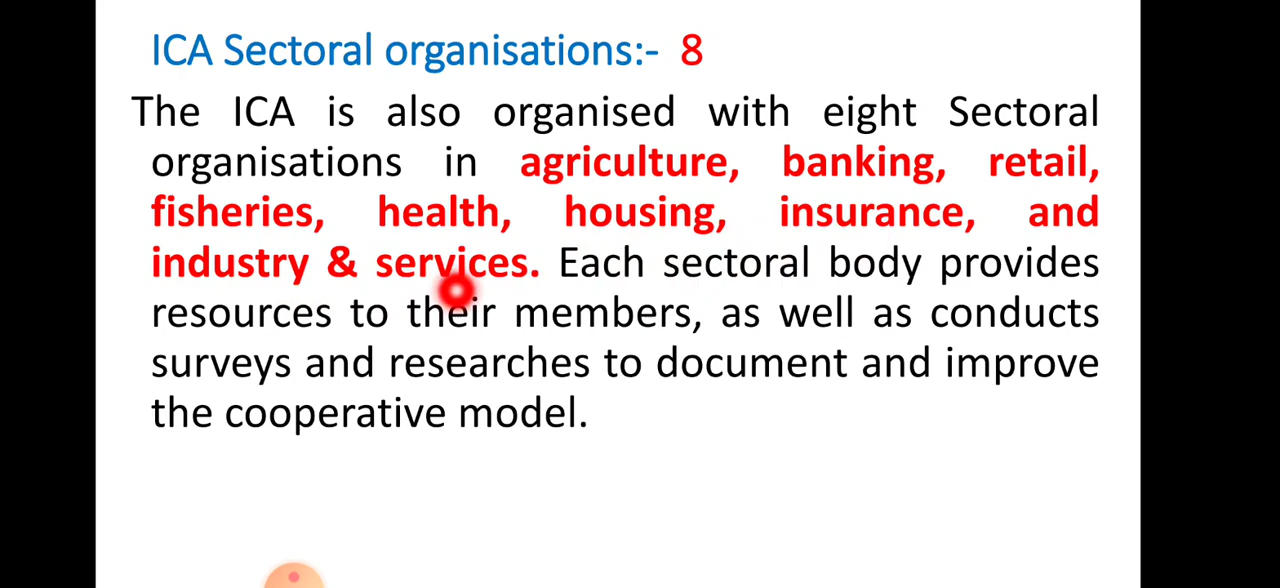 ICA Sectoral organisations:- 8
The ICA is also organised with eight Sectoral
organisations in agriculture, banking, retail,
fisheries, health, housing, insurance, and
industry & services. Each sectoral body provides
resources to their members, as well as conducts
surveys and researches to document and improve
the cooperative model.